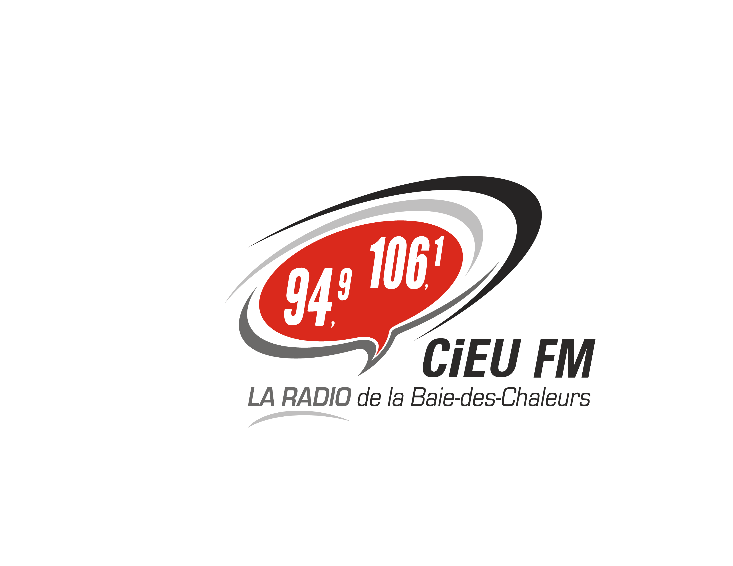 94,9 106,1
CiEU FM
LA RADIO de la Baie-des-Chaleurs